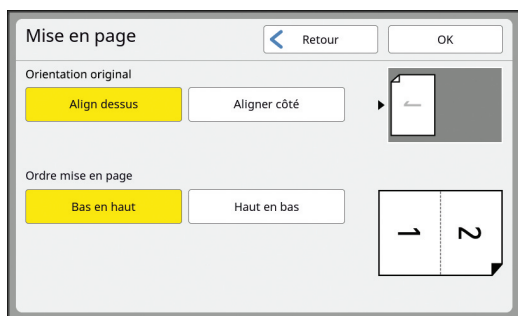 Mise en page
Retour
OK
Orientation original
Align dessus
Aligner côté
1
Ordre mise en page
Bas en haut
Haut en bas
1
2